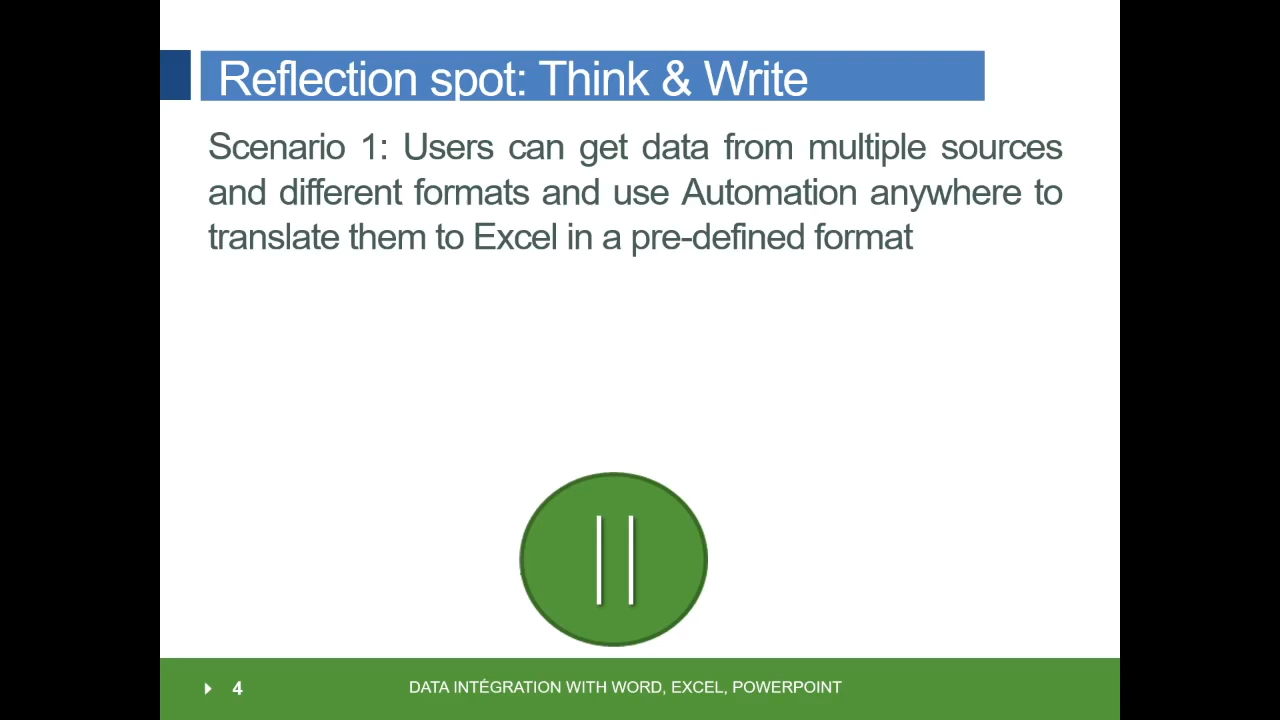 Reflection spot: Think & Write
Scenario 1: Users can get data from multiple sources
and different formats and use Automation anywhere to
translate them to Excel in a pre-defined format
4
DATA INTÉGRATION WITH WORD, EXCEL, POWERPOINT